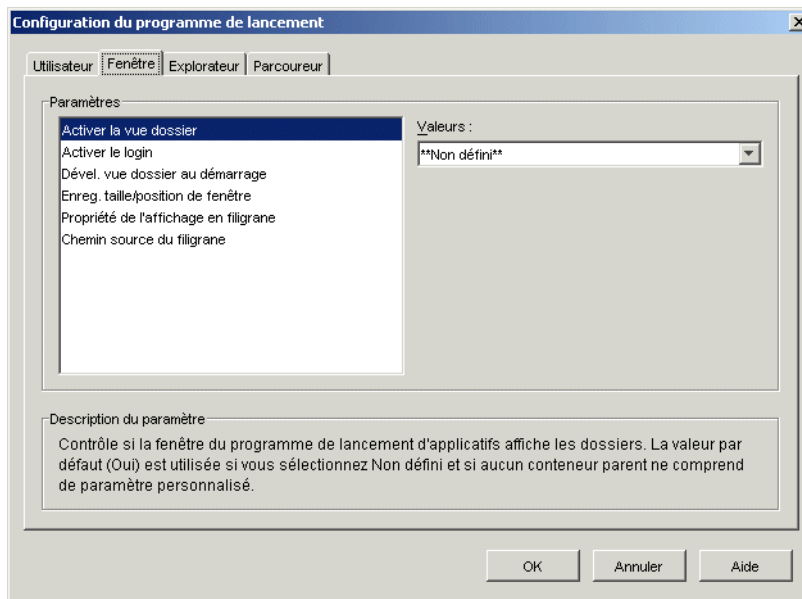 Configuration du programme de lancement
Utilisateur Fenêtre Explorateur Parcoureur
Paramètres
Activer la vue dossier
Activer le login
Dével. vue dossier au démarrage
Enreg. taille/position de fenêtre
Propriété de l'affichage en filigrane
Chemin source du filigrane
Valeurs :
**Non défini**
Description du paramètre
Contrôle si la fenêtre du programme de lancement d'applicatifs affiche les dossiers. La valeur par
défaut (Oui) est utilisée si vous sélectionnez Non défini et si aucun conteneur parent ne comprend
de paramètre personnalisé.
OK Annuler Aide